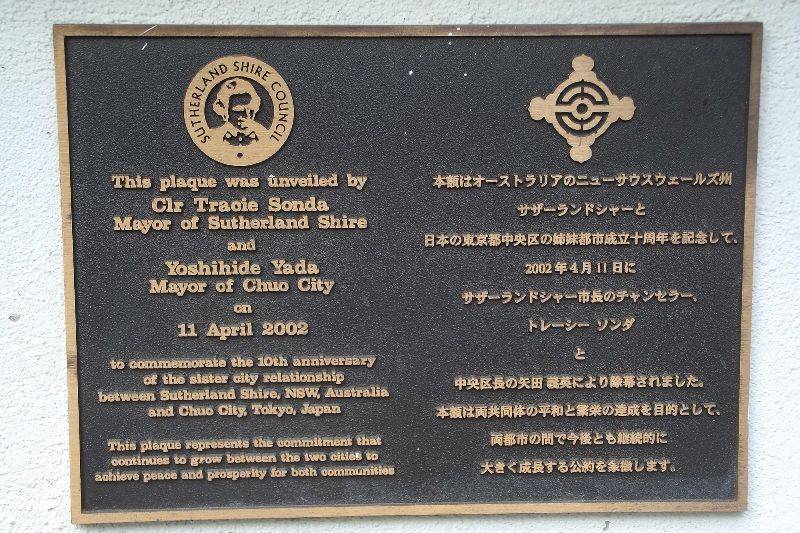 SUTHERLAND SHIRE COUNCIL
This plaque was unveiled by
Clr Tracie Sonda
Mayor of Sutherland Shire
and
Yoshihide Yada
Mayor of Chuo City
on
11 April 2002
to commemorate the 10th anniversary
of the sister city relationship
between Sutherland Shire, NSW, Australia
and Chuo City, Tokyo, Japan
This plaque represents the commitment that
continues to grow between the two cities to
achieve peace and prosperity for both communities
本額はオーストラリアのニューサウスウェールズ州
サザーランドシャーと
日本の東京都中央区の姉妹都市成立十周年を記念して、
2002 年 4 月 11 日に
サザーランドシャー市長のチャンセラー、
トレーシー ソンダ
と
中央区長の矢田 義英により除幕されました。
本額は両共同体の平和と繁栄の達成を目的として、
両都市の間で今後とも継続的に
大きく成長する公約を象徴します。